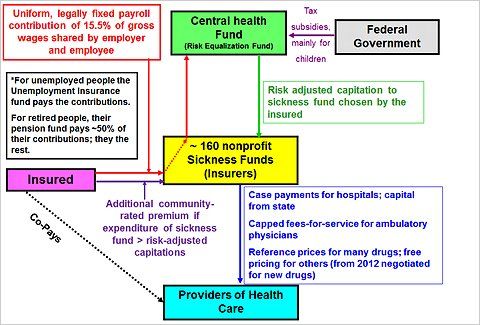 Uniform, legally fixed payroll
contribution of 15.5% of gross
wages shared by employer
and employee
Central health
Fund
(Risk Equalization Fund)
Tax
subsidies,
mainly for
children
Federal
Government
*For unemployed people the
Unemployment Insurance
fund pays the contributions.
For retired people, their
pension fund pays ~50% of
their contributions; they the
rest.
Risk adjusted capitation to
sickness fund chosen by the
insured
~ 160 nonprofit
Sickness Funds
(Insurers)
Insured
Co-Pays
Additional community-
rated premium if
expenditure of sickness
fund > risk-adjusted
capitations
Case payments for hospitals; capital
from state
Capped fees-for-service for ambulatory
physicians
Reference prices for many drugs; free
pricing for others (from 2012 negotiated
for new drugs)
Providers of Health
Care